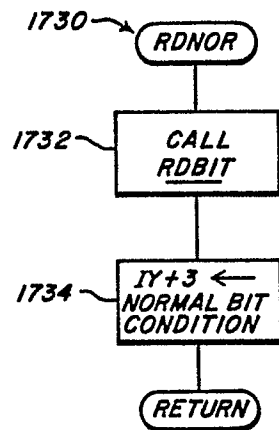 1730
RDNOR
1732
CALL
RDBIT
1734
IY+3 ←
NORMAL BIT
CONDITION
RETURN